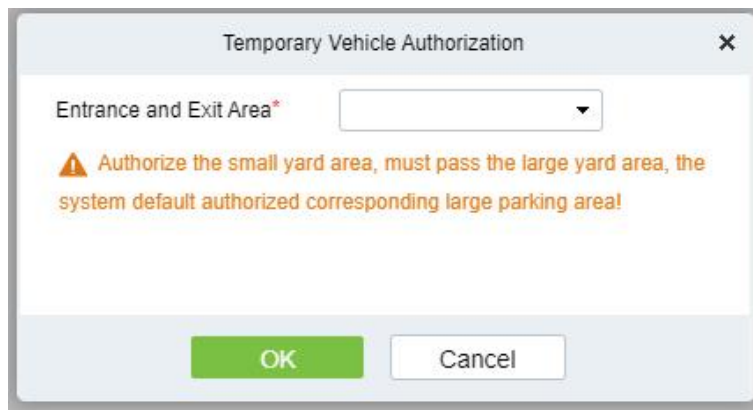 Temporary Vehicle Authorization ×
Entrance and Exit Area*
Authorize the small yard area, must pass the large yard area, the
system default authorized corresponding large parking area!
OK Cancel